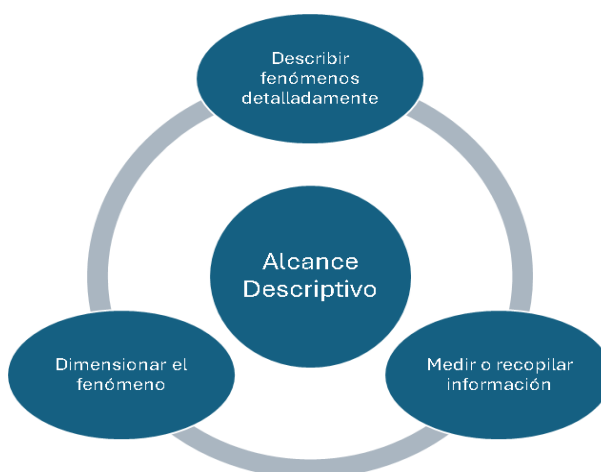 Describir
fenómenos
detalladamente
Alcance
Descriptivo
Dimensionar el
fenómeno
Medir o recopilar
información